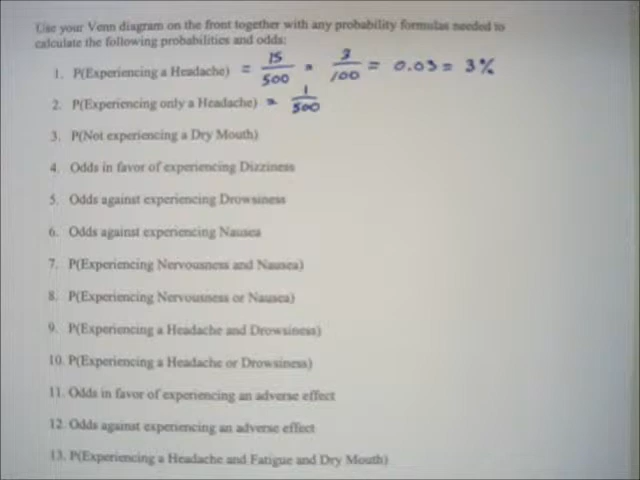 Use your Venn diagram on the front together with any probability formulas needed to
calculate the following probabilities and odds:
1. P(Experiencing a Headache) = 15/500 = 3/100 = 0.03 = 3%
2. P(Experiencing only a Headache) = 1/500
3. P(Not experiencing a Dry Mouth)
4. Odds in favor of experiencing Dizziness
5. Odds against experiencing Drowsiness
6. Odds against experiencing Nausea
7. P(Experiencing Nervousness and Nausea)
8. P(Experiencing Nervousness or Nausea)
9. P(Experiencing a Headache and Drowsiness)
10. P(Experiencing a Headache or Drowsiness)
11. Odds in favor of experiencing an adverse effect
12. Odds against experiencing an adverse effect
13. P(Experiencing a Headache and Fatigue and Dry Mouth)